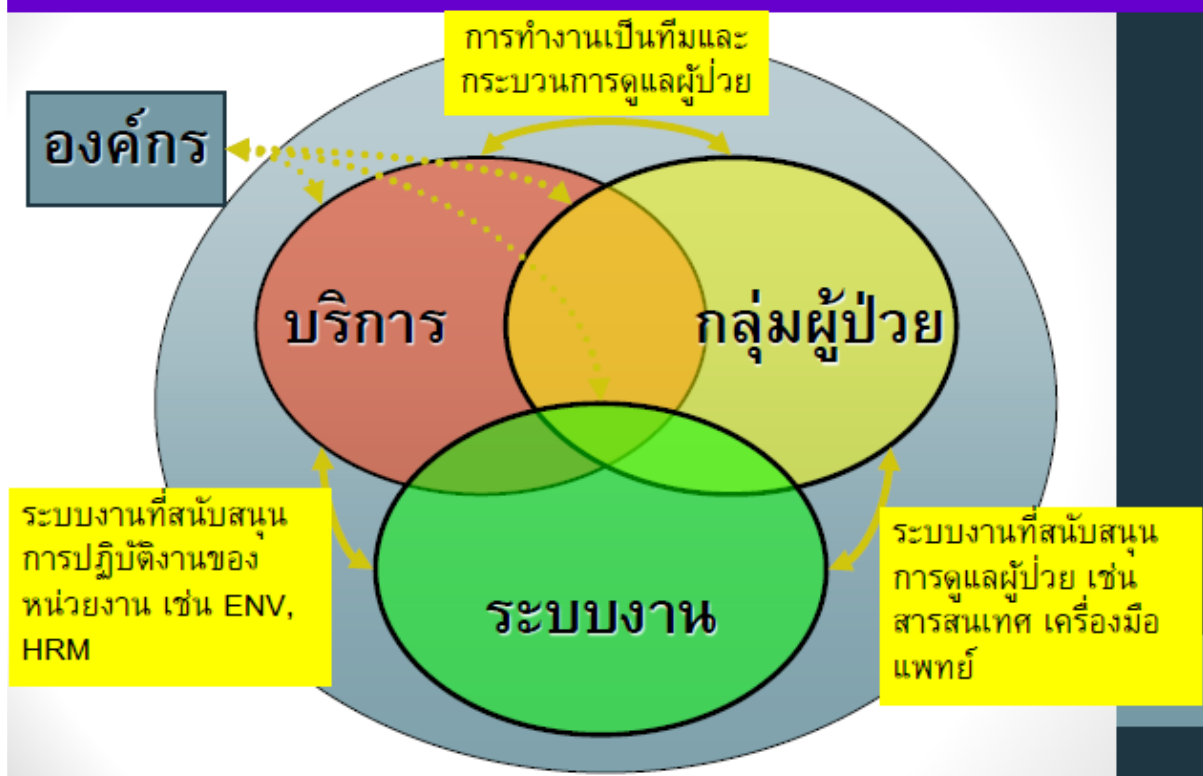 การทำงานเป็นทีมและ
กระบวนการดูแลผู้ป่วย
องค์กร
บริการ
กลุ่มผู้ป่วย
ระบบงานที่สนับสนุน
การปฏิบัติงานของ
หน่วยงาน เช่น ENV,
HRM
ระบบงาน
ระบบงานที่สนับสนุน
การดูแลผู้ป่วย เช่น
สารสนเทศ เครื่องมือ
แพทย์